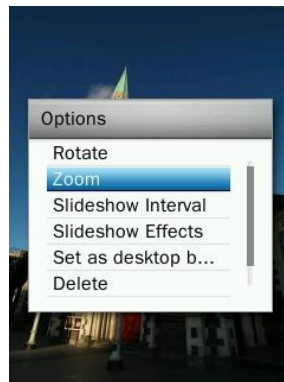 Options
Rotate
Zoom
Slideshow Interval
Slideshow Effects
Set as desktop b...
Delete